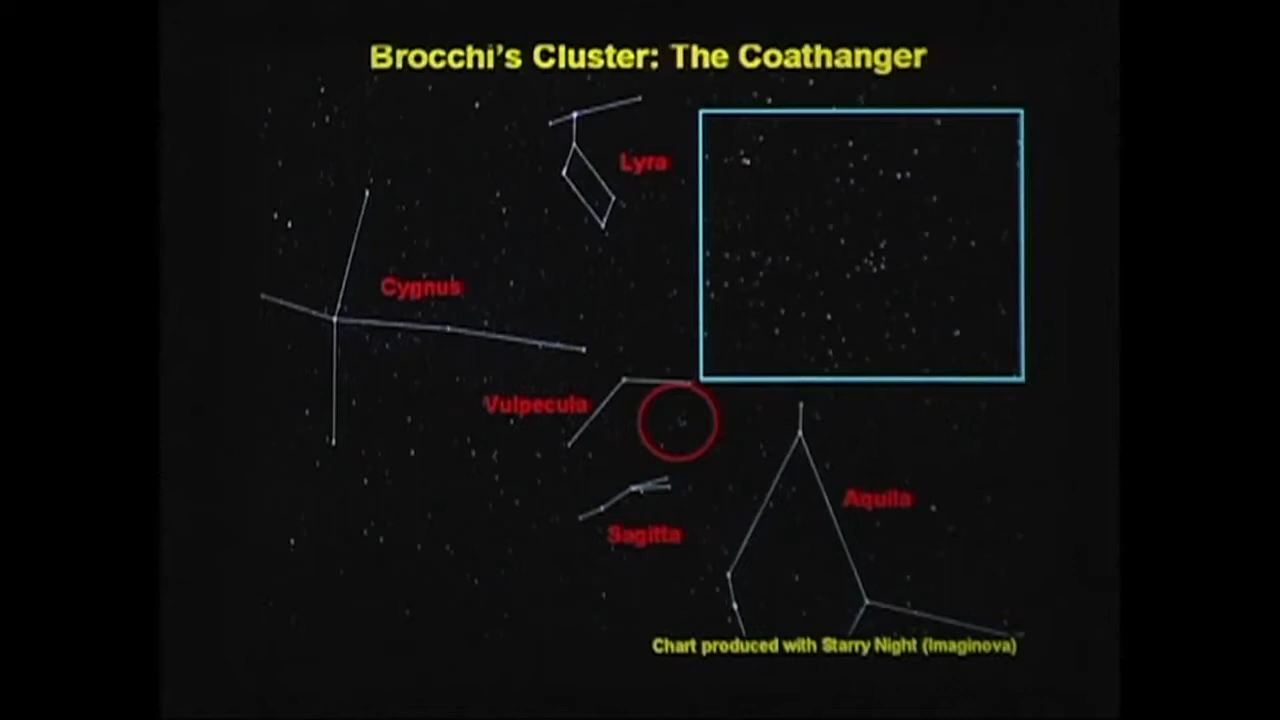 Brocchi's Cluster: The Coathanger
Lyra
Cygnus
Vulpecula
Aquila
Sagitta
Chart produced with Starry Night (Imaginova)